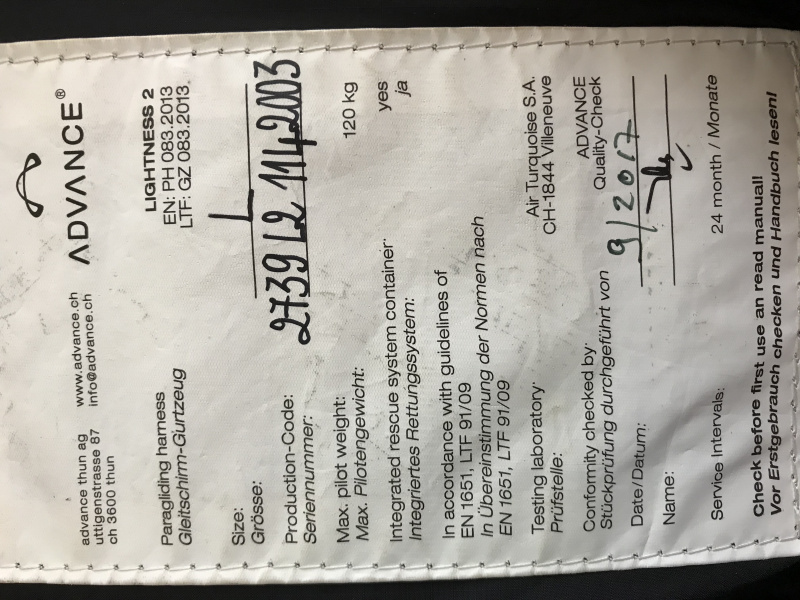 ADVANCE®
advance thun ag www.advance.ch
uttigenstrasse 87 info@advance.ch
ch 3600 thun
Paragliding harness LIGHTNESS 2
Gleitschirm-Gurtzeug EN: PH 083.2013
LTF: GZ 083.2013
Size: L
Grösse:
Production-Code: 2739 L2 1142003
Seriennummer:
Max. pilot weight: 120 kg
Max. Pilotengewicht:
Integrated rescue system container yes
Integriertes Rettungssystem: ja
In accordance with guidelines of
EN 1651, LTF 91/09
In Übereinstimmung der Normen nach
EN 1651, LTF 91/09
Testing laboratory Air Turquoise S.A.
Prüfstelle: CH-1844 Villeneuve
Conformity checked by ADVANCE
Stückprüfung durchgeführt von Quality-Check
Date/Datum: 9/2017
Name:
Service Intervals: 24 month / Monate
Check before first use an read manual!
Vor Erstgebrauch checken und Handbuch lesen!